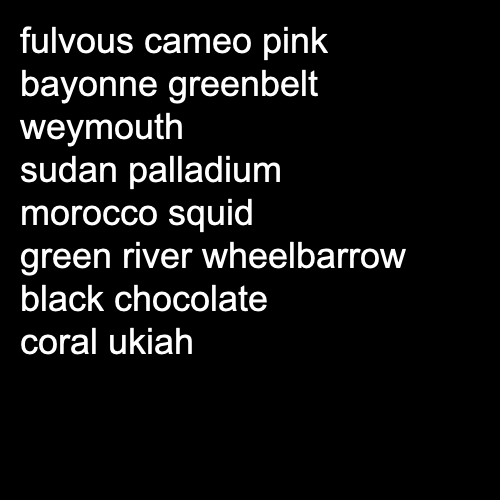 fulvous cameo pink
bayonne greenbelt
weymouth
sudan palladium
morocco squid
green river wheelbarrow
black chocolate
coral ukiah